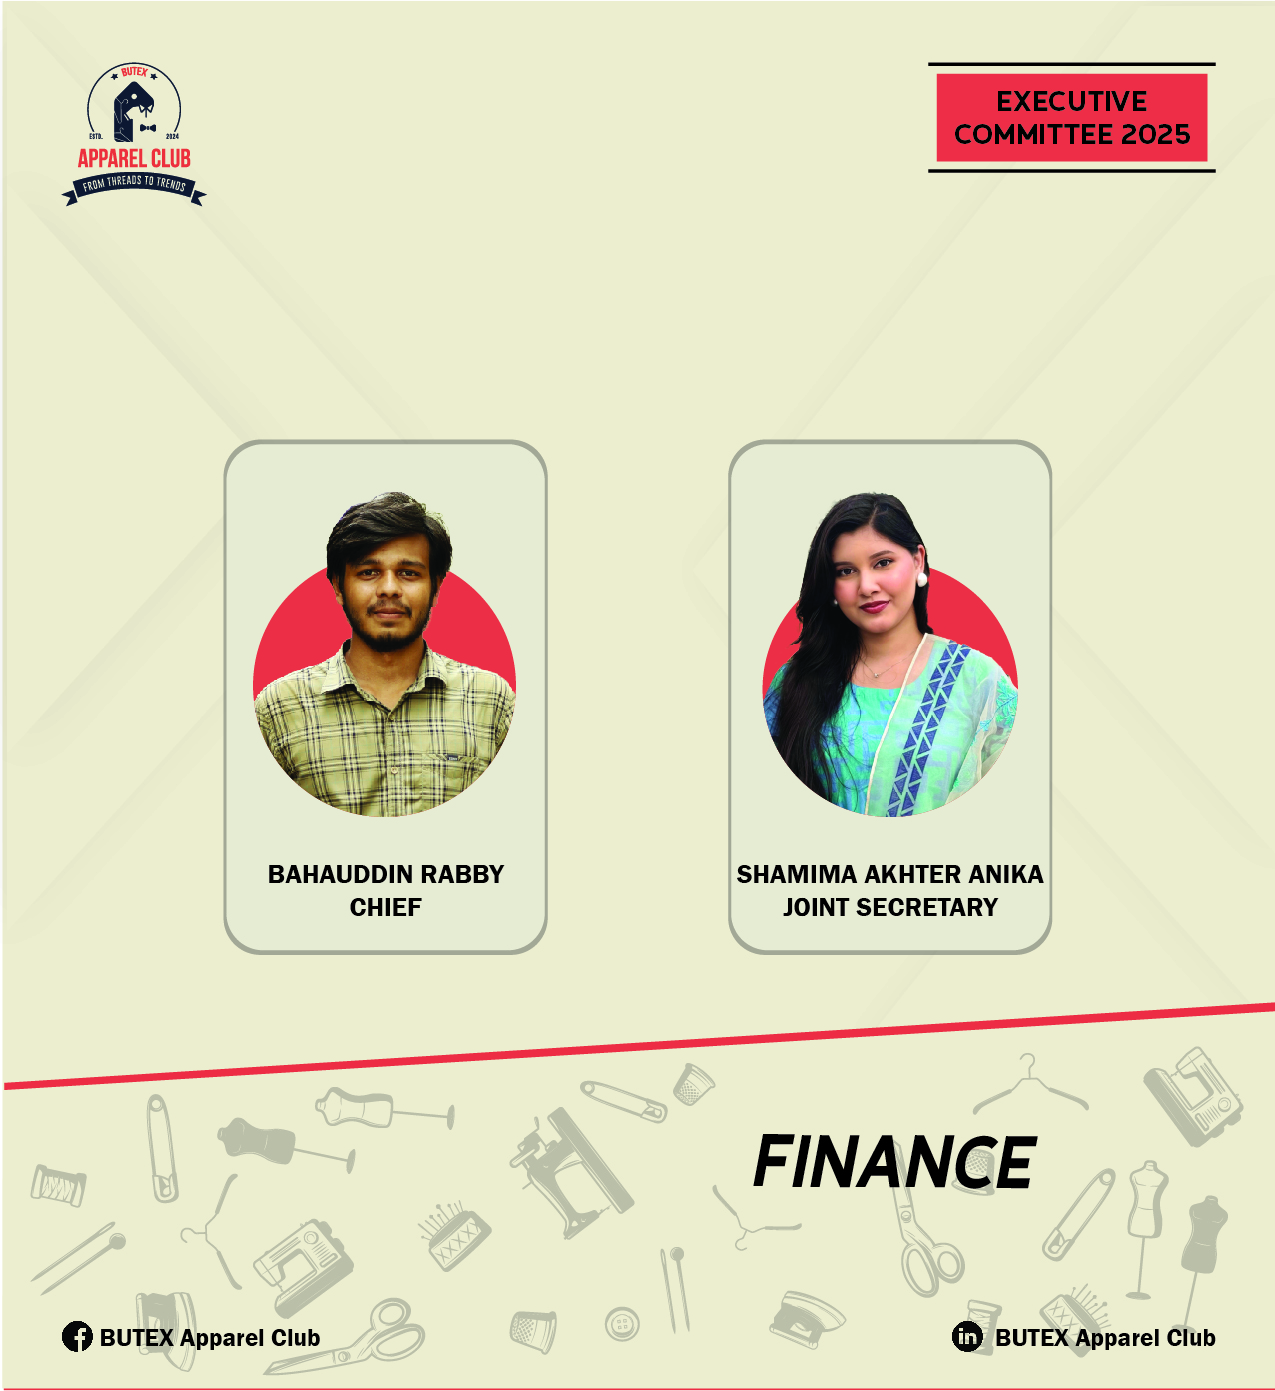 BUTEX
ESTD.
2024
APPAREL CLUB
FROM THREADS TO TRENDS
EXECUTIVE
COMMITTEE 2025
BAHAUDDIN RABBY
CHIEF
SHAMIMA AKHTER ANIKA
JOINT SECRETARY
FINANCE
BUTEX Apparel Club
in BUTEX Apparel Club